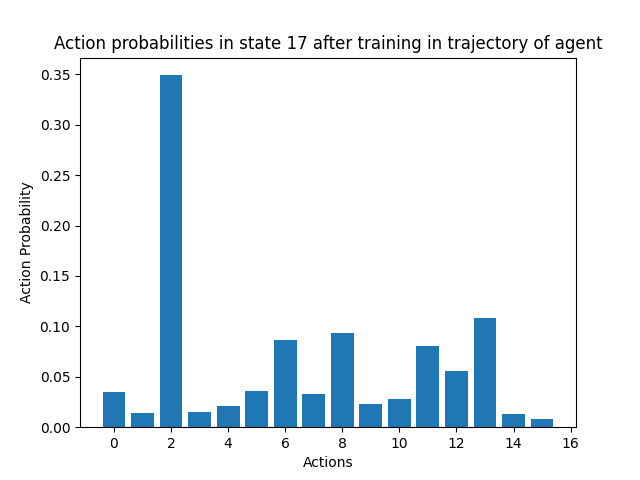 Action probabilities in state 17 after training in trajectory of agent
0.35
0.30
0.25
0.20
0.15
0.10
0.05
0.00
Action Probability
0 2 4 6 8 10 12 14 16
Actions